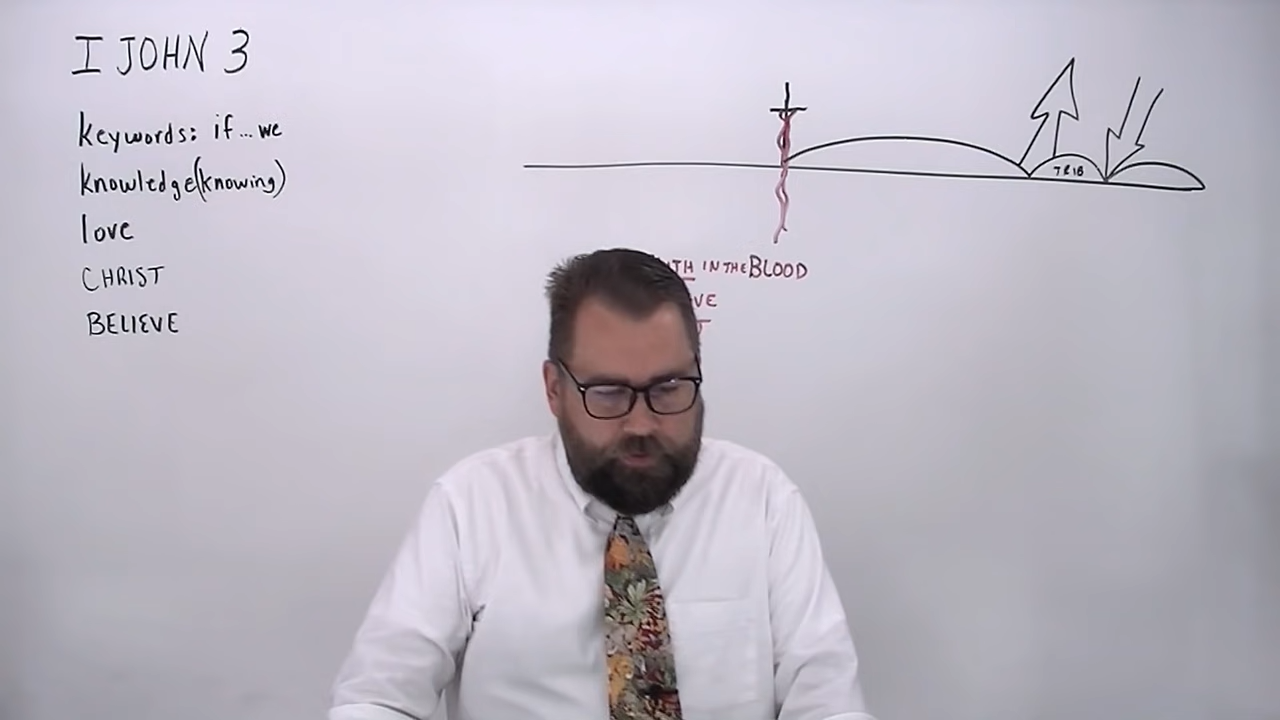 I JOHN 3
keywords: if...we
knowledge(knowing)
love
CHRIST
BELIEVE
TRIB
IN THE BLOOD